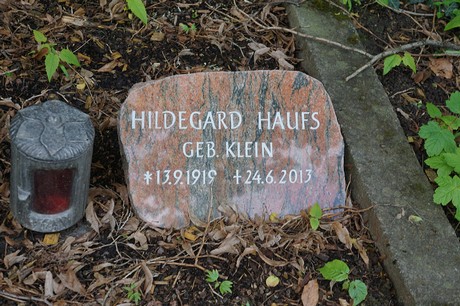 HILDEGARD HAUFS
GEB. KLEIN
*13.9.1919 †24.6.2013